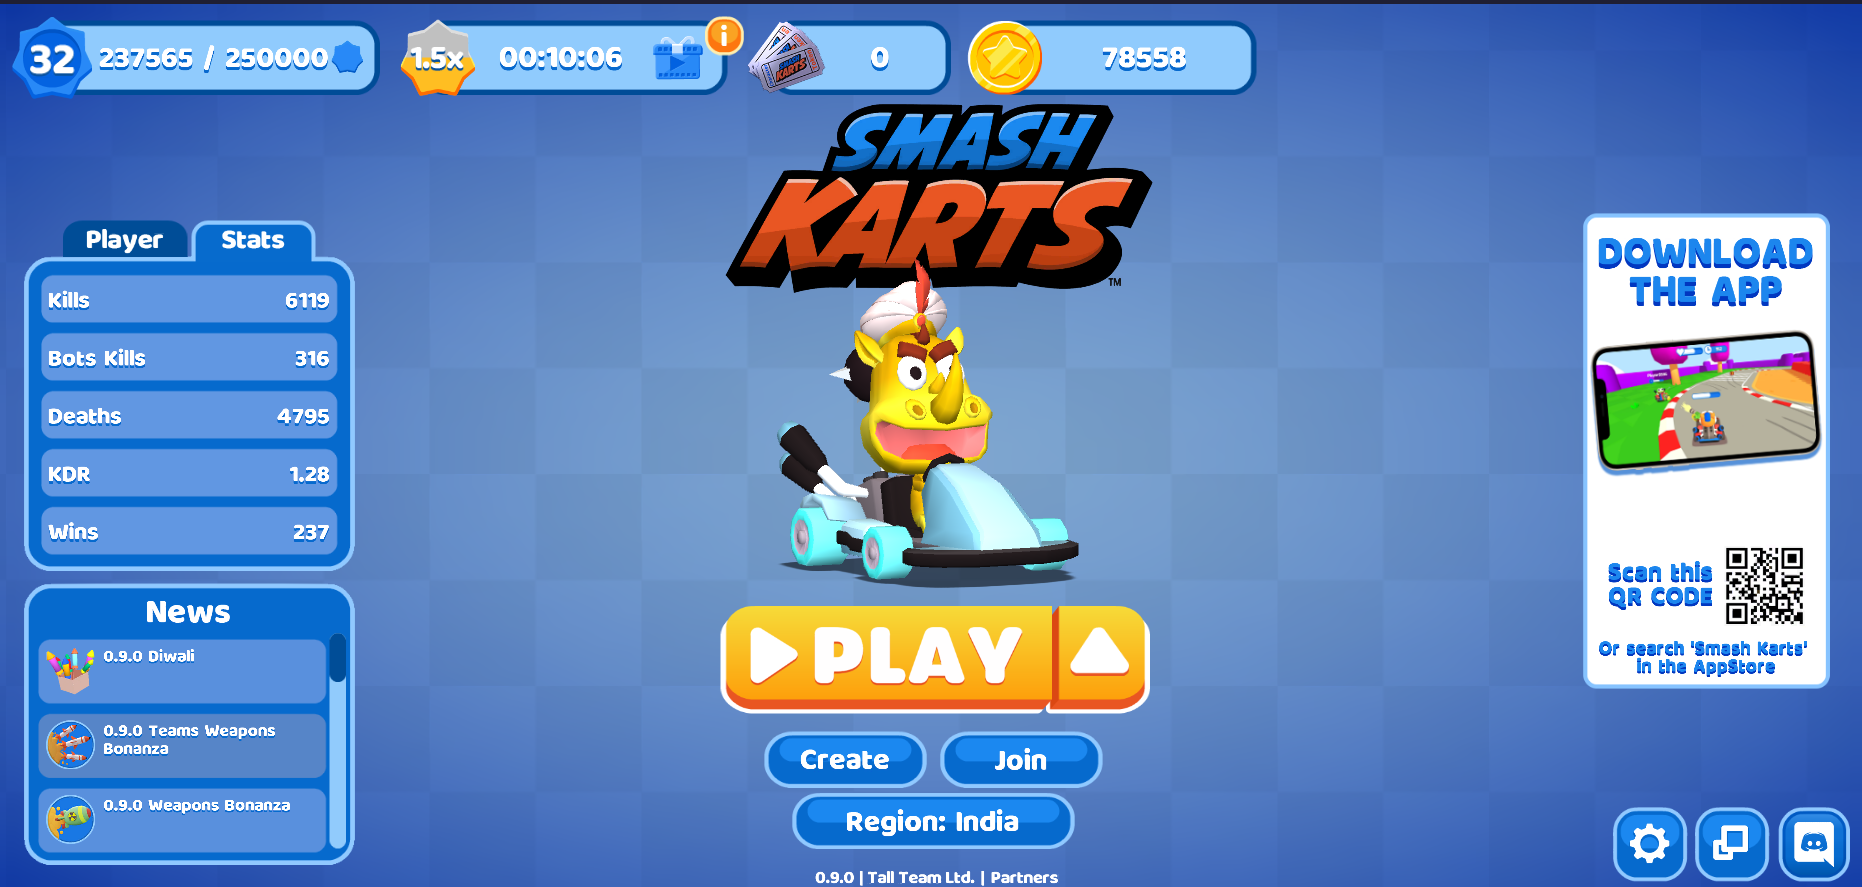 32
237565 / 250000
1.5x
00:10:06
i
0
78558
SMASH
KARTS
TM
Player
Stats
Kills 6119
Bots Kills 316
Deaths 4795
KDR 1.28
Wins 237
News
0.9.0 Diwali
0.9.0 Teams Weapons
Bonanza
0.9.0 Weapons Bonanza
PLAY
Create
Join
Region: India
0.9.0 | Tall Team Ltd. | Partners
DOWNLOAD
THE APP
Scan this
QR CODE
Or search 'Smash Karts'
in the AppStore